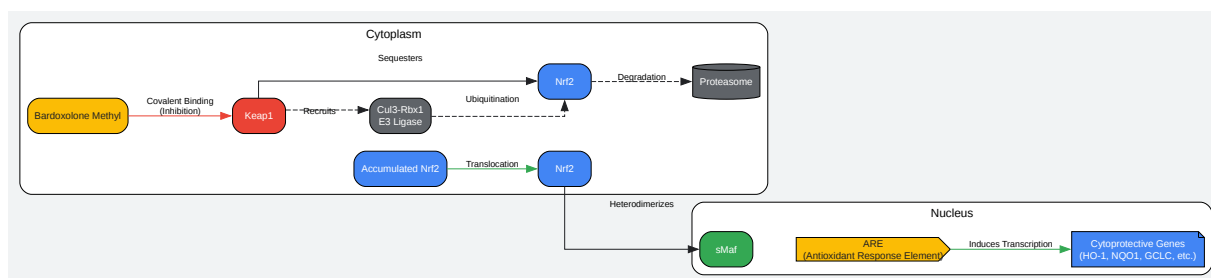 Cytoplasm
Sequesters
Nrf2
Degradation
Proteasome
Bardoxolone Methyl
Covalent Binding
(Inhibition)
Keap1
Recruits
Cul3-Rbx1
E3 Ligase
Ubiquitination
Accumulated Nrf2
Translocation
Nrf2
Heterodimerizes
Nucleus
sMaf
ARE
(Antioxidant Response Element)
Induces Transcription
Cytoprotective Genes
(HO-1, NQO1, GCLC, etc.)